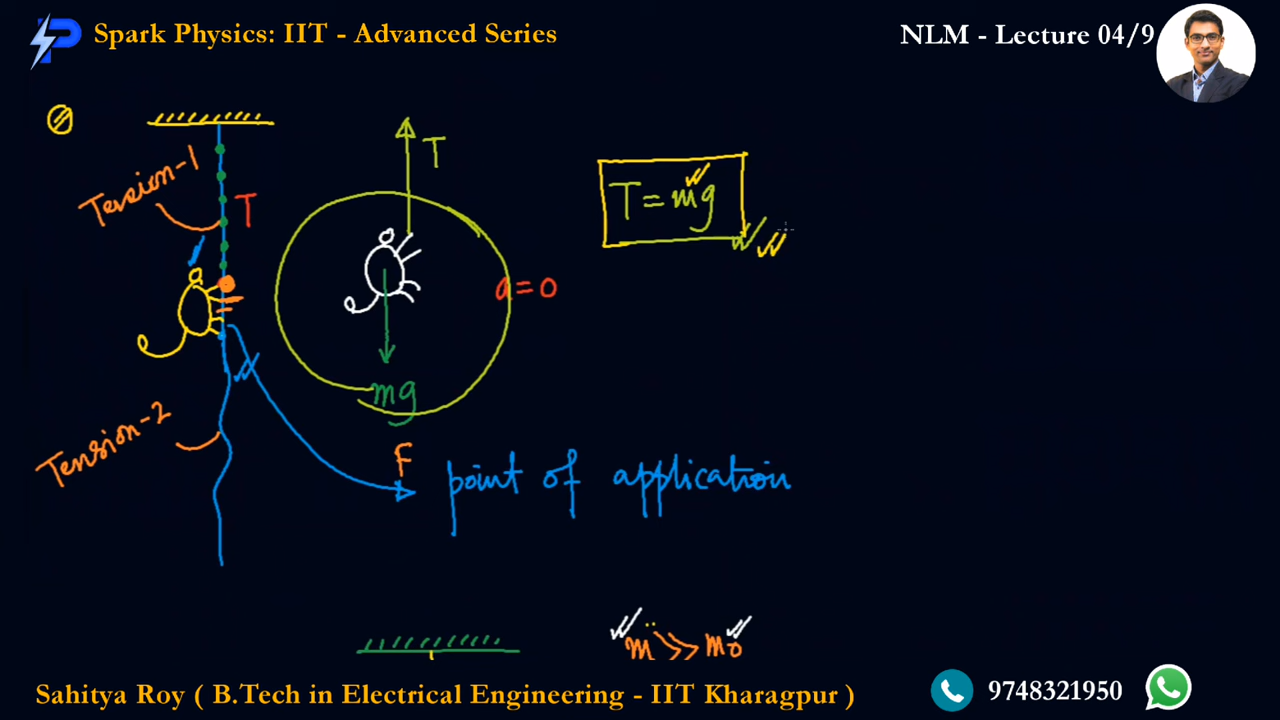 Spark Physics: IIT - Advanced Series
NLM - Lecture 04/9
Tension-1
T
T
T = mg
a = 0
mg
Tension-2
F
point of application
m >> m0
Sahitya Roy ( B.Tech in Electrical Engineering - IIT Kharagpur )
9748321950